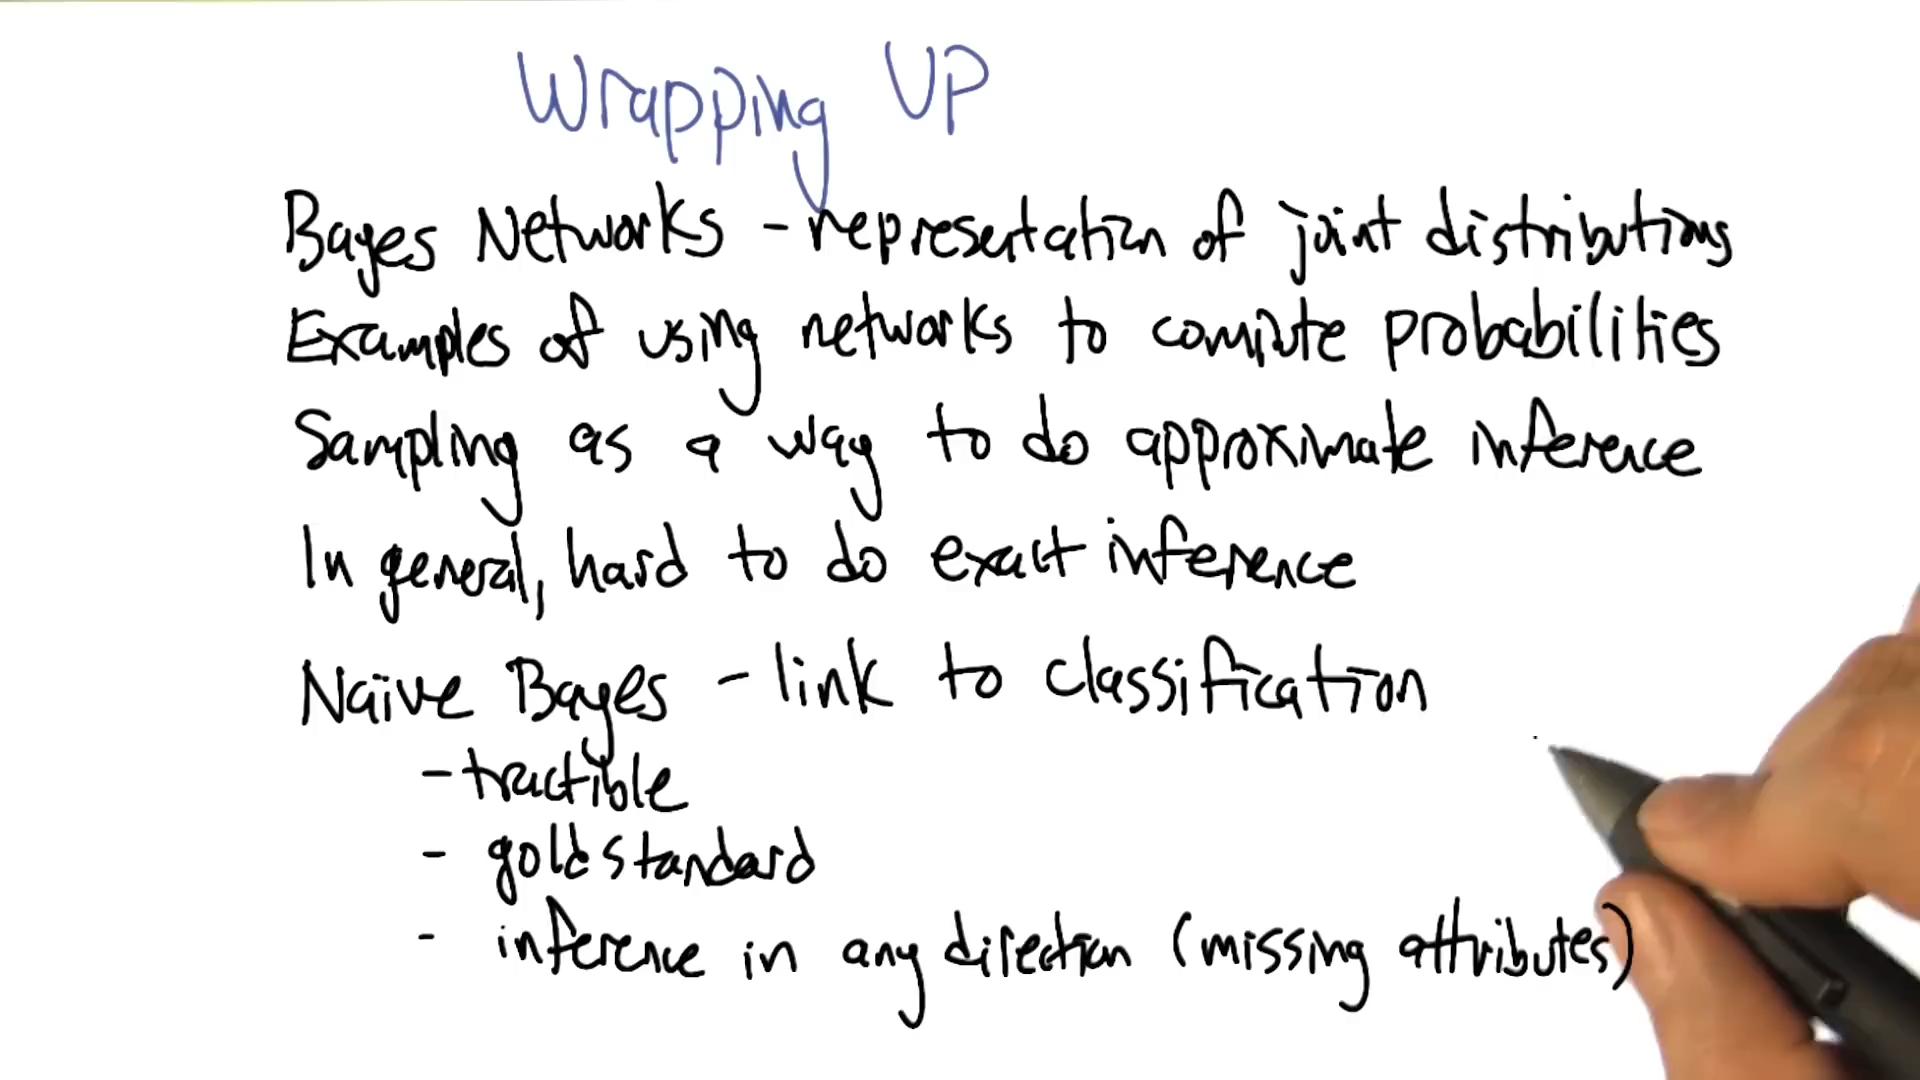 Wrapping UP
Bayes Networks - representation of joint distributions
Examples of using networks to compute probabilities
Sampling as a way to do approximate inference
In general, hard to do exact inference
Naïve Bayes - link to classification
- tractible
- gold standard
- inference in any direction (missing attributes)